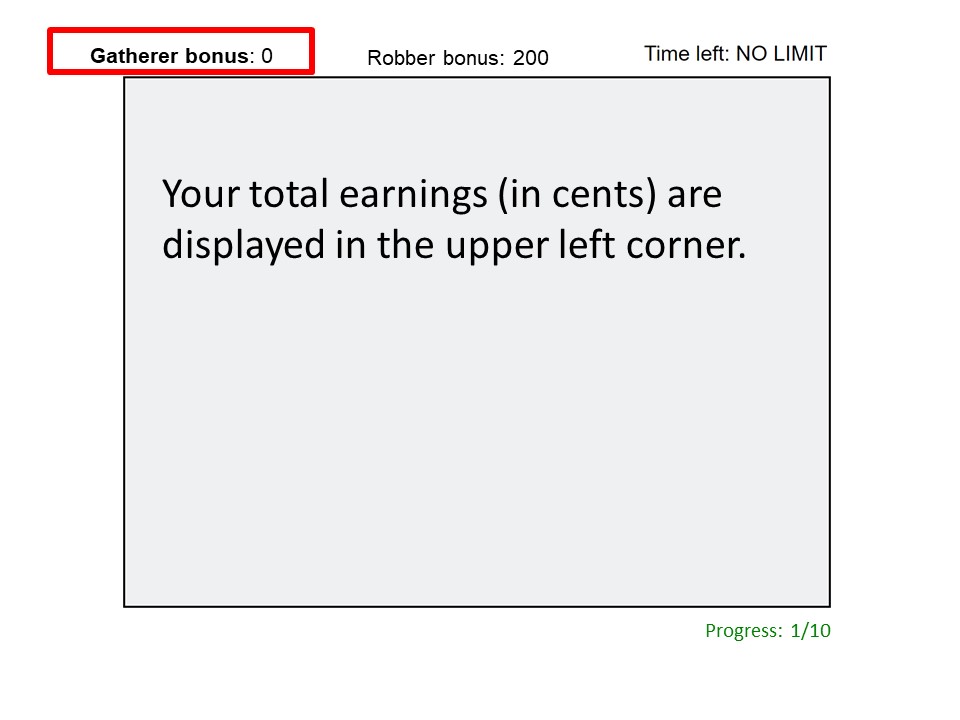 Gatherer bonus: 0
Robber bonus: 200
Time left: NO LIMIT
Your total earnings (in cents) are
displayed in the upper left corner.
Progress: 1/10